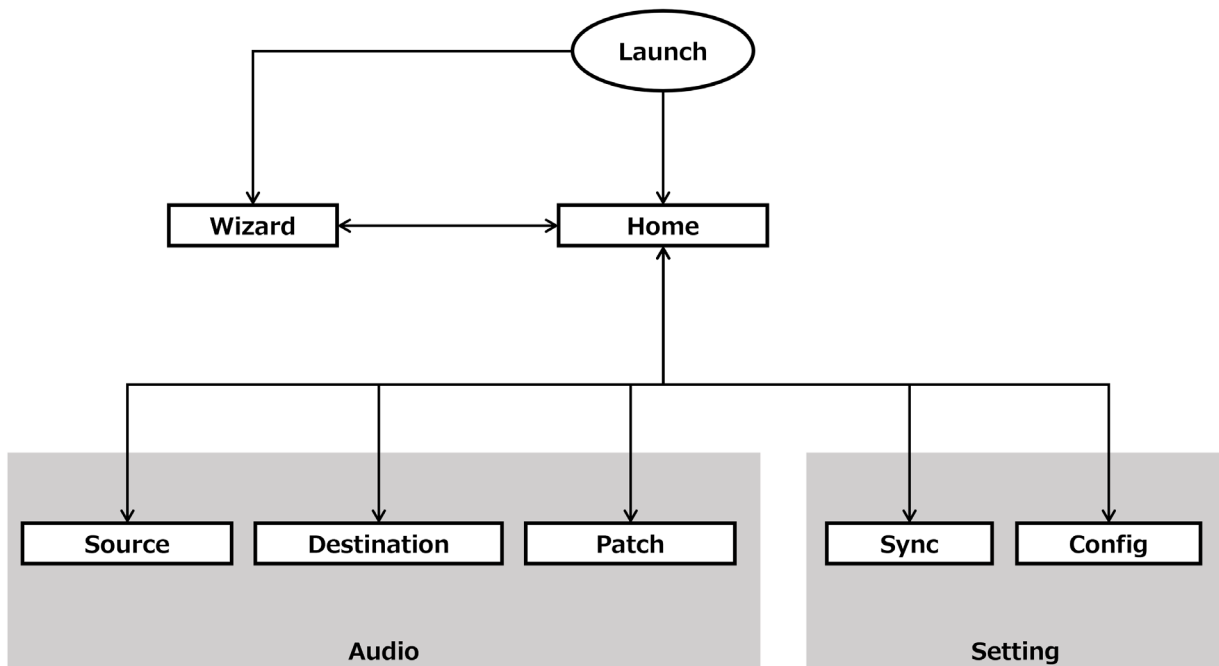 Launch
Wizard
Home
Source
Destination
Patch
Sync
Config
Audio
Setting